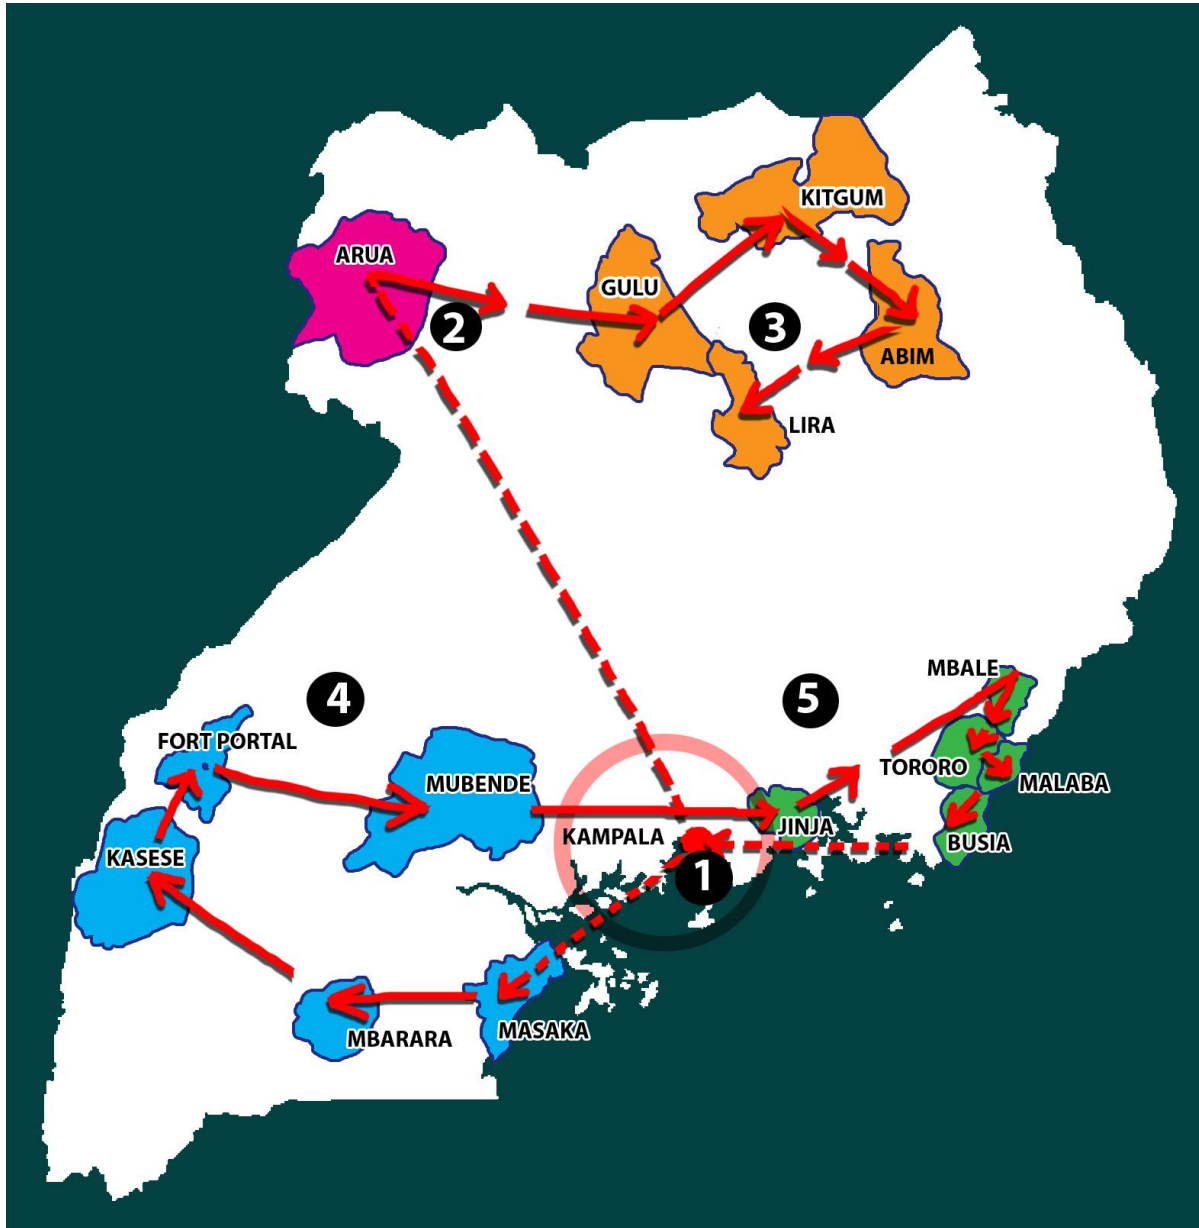 KITGUM
ARUA
GULU
2
3
ABIM
LIRA
MBALE
4
5
FORT PORTAL
TORORO
MUBENDE
MALABA
JINJA
KAMPALA
BUSIA
KASESE
1
MASAKA
MBARARA